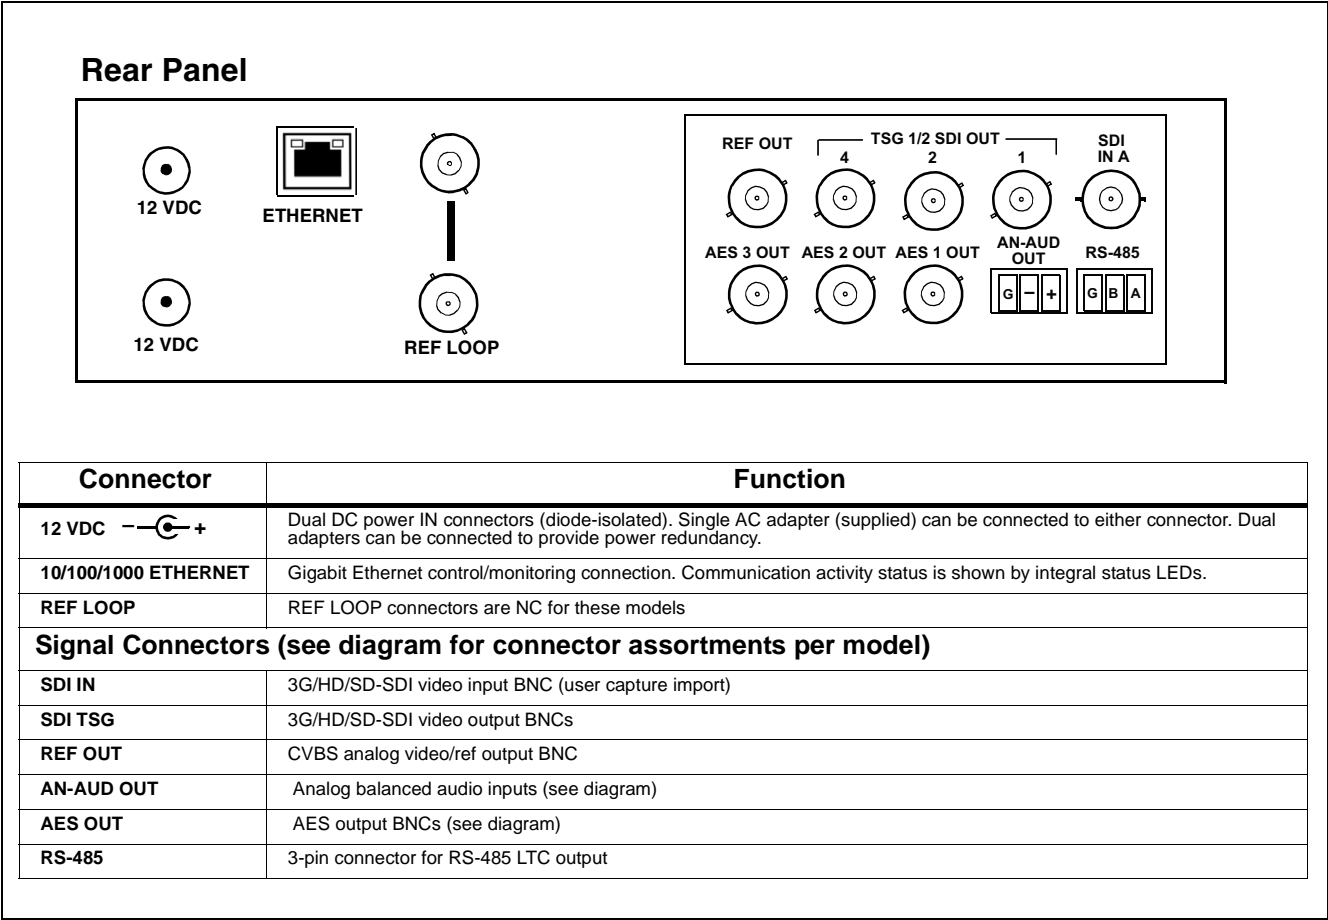 Rear Panel
12 VDC
ETHERNET
12 VDC
REF LOOP
REF OUT
TSG 1/2 SDI OUT
4
2
1
SDI
IN A
AES 3 OUT
AES 2 OUT
AES 1 OUT
AN-AUD
OUT
RS-485
G – +
G B A
Connector Function
12 VDC – + Dual DC power IN connectors (diode-isolated). Single AC adapter (supplied) can be connected to either connector. Dual
adapters can be connected to provide power redundancy.
10/100/1000 ETHERNET Gigabit Ethernet control/monitoring connection. Communication activity status is shown by integral status LEDs.
REF LOOP REF LOOP connectors are NC for these models
Signal Connectors (see diagram for connector assortments per model)
SDI IN 3G/HD/SD-SDI video input BNC (user capture import)
SDI TSG 3G/HD/SD-SDI video output BNCs
REF OUT CVBS analog video/ref output BNC
AN-AUD OUT Analog balanced audio inputs (see diagram)
AES OUT AES output BNCs (see diagram)
RS-485 3-pin connector for RS-485 LTC output